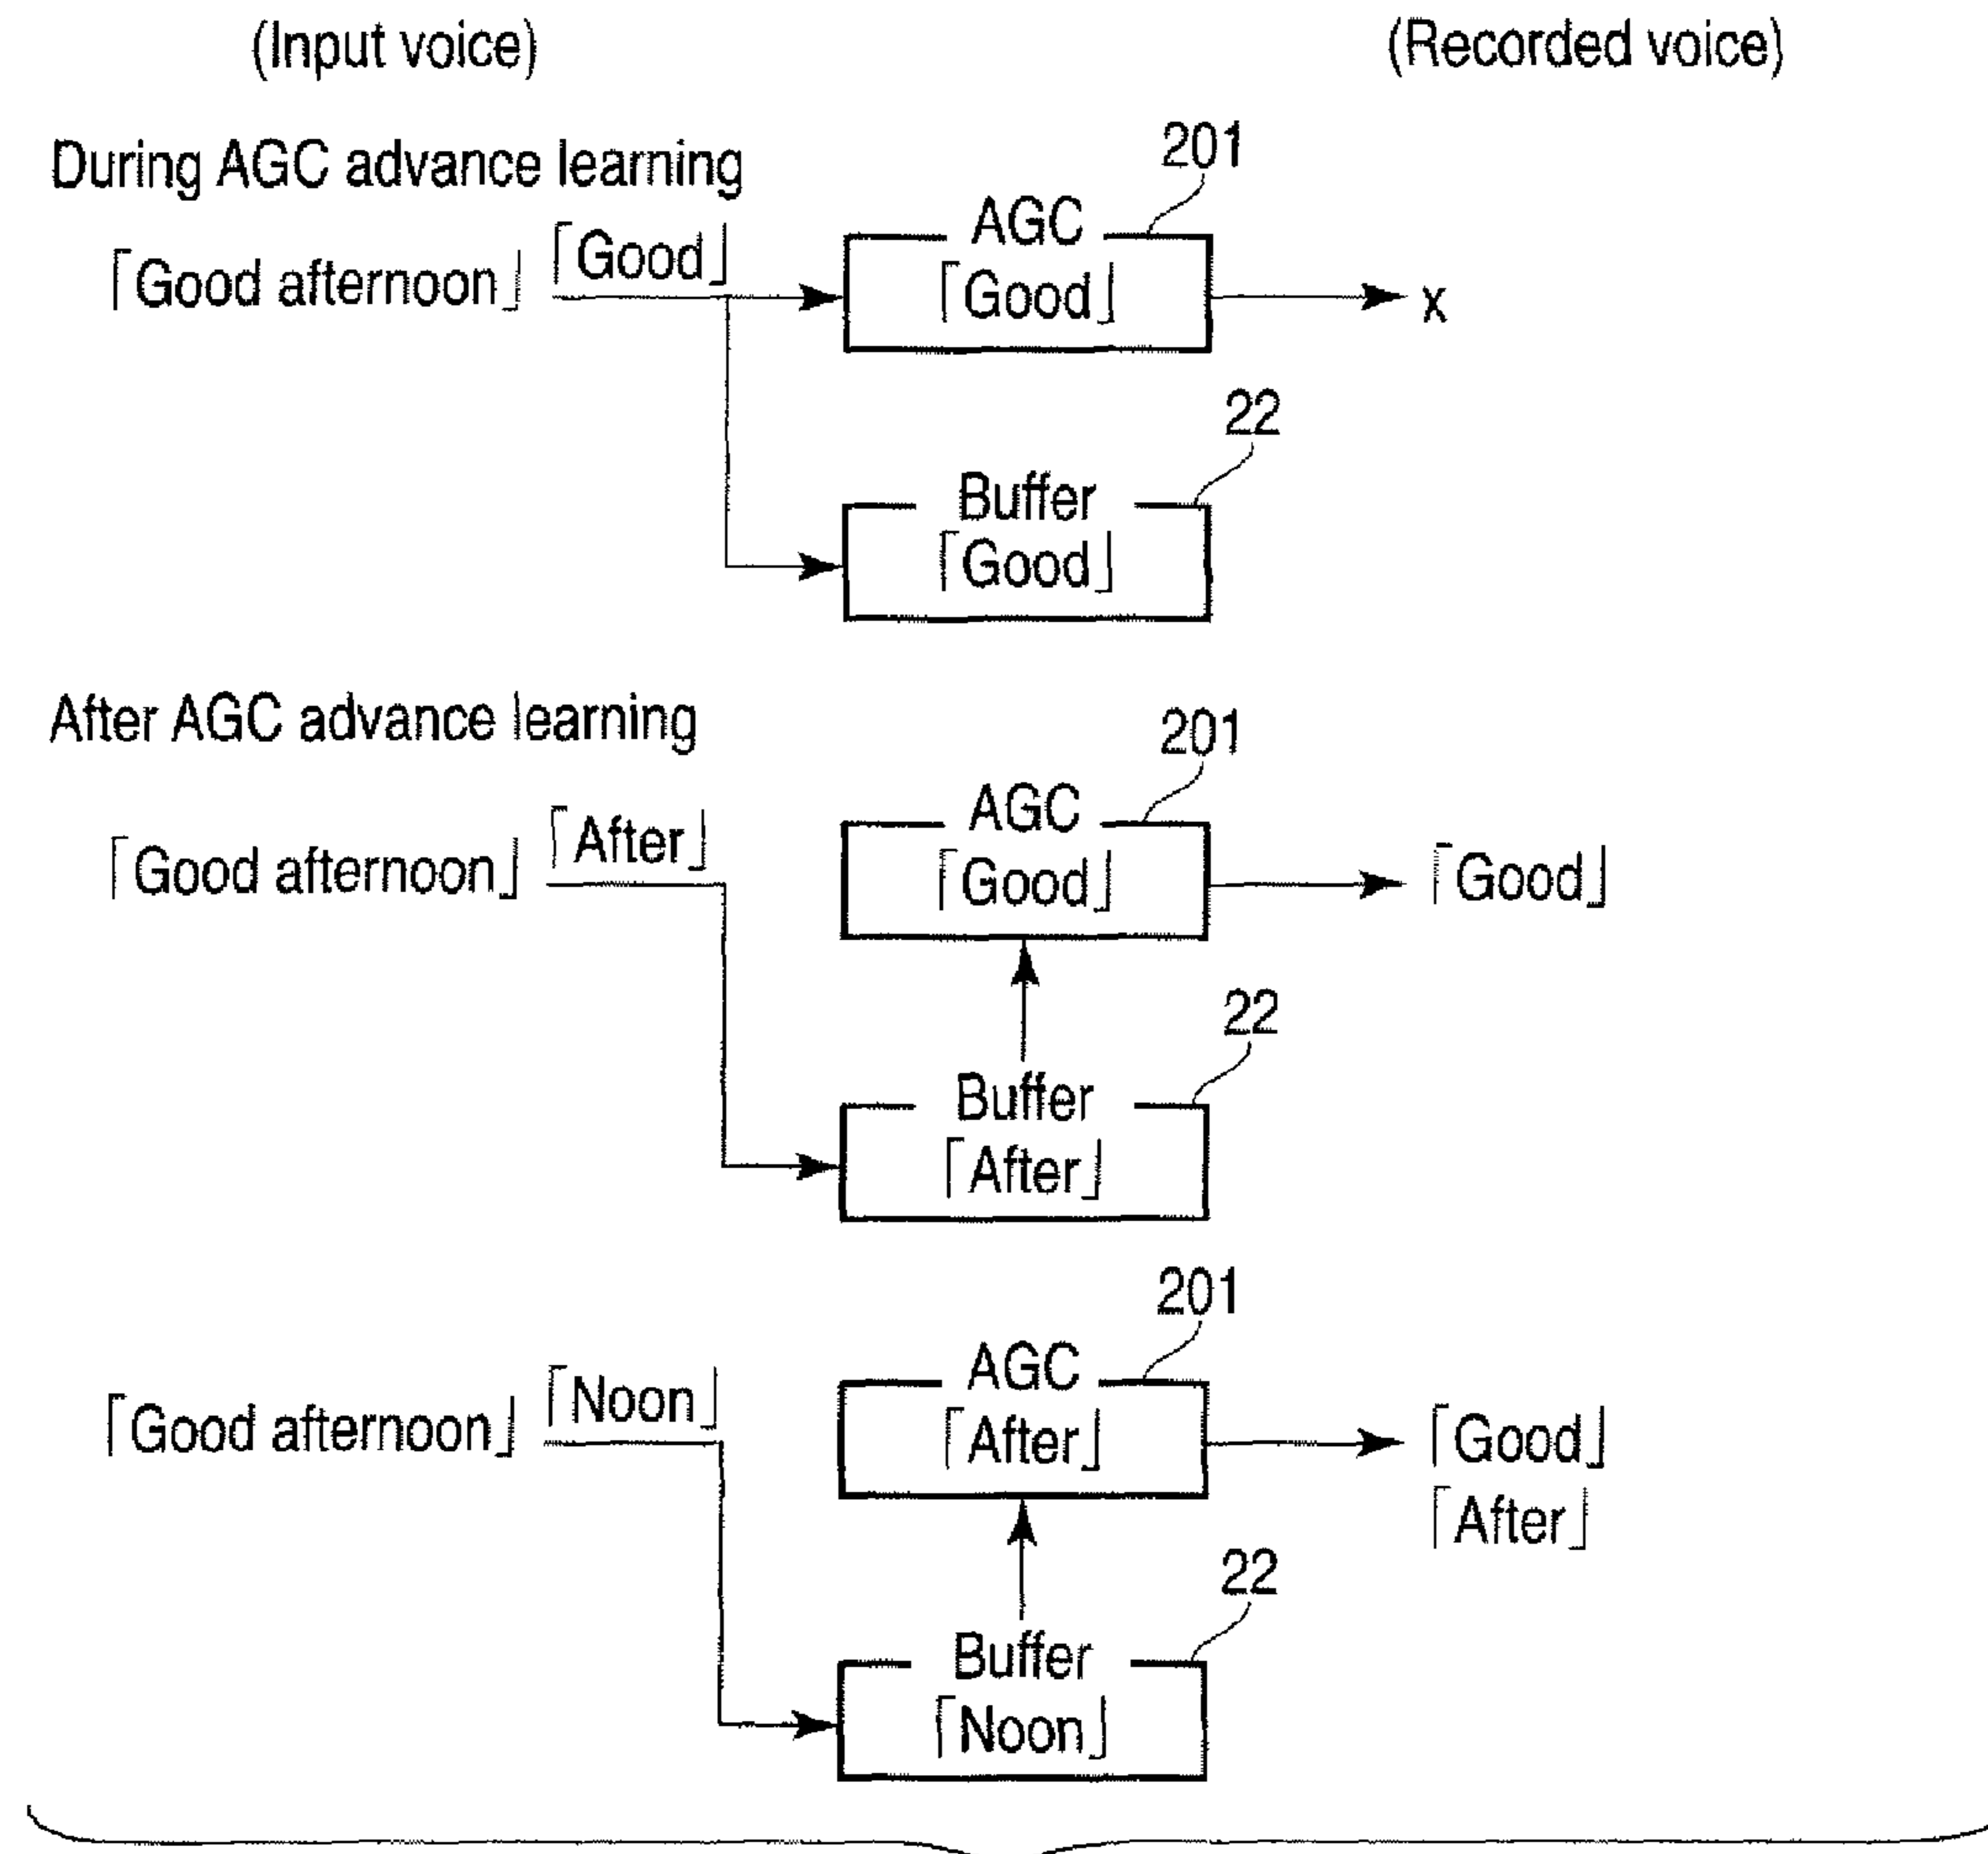 (Input voice)
(Recorded voice)
During AGC advance learning
201
「Good afternoon」
「Good」
AGC
「Good」
x
22
Buffer
「Good」
After AGC advance learning
201
「Good afternoon」
「After」
AGC
「Good」
「Good」
22
Buffer
「After」
201
「Good afternoon」
「Noon」
AGC
「After」
「Good」
「After」
22
Buffer
「Noon」